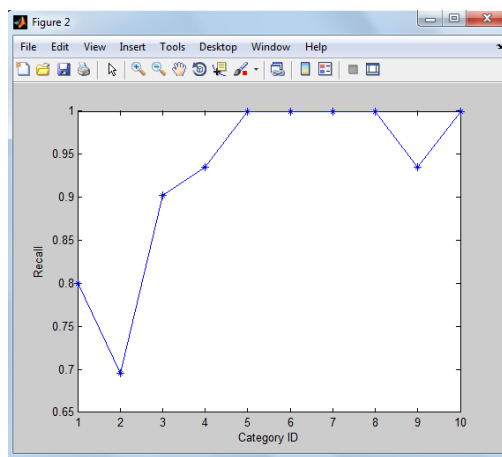 Figure 2
File Edit View Insert Tools Desktop Window Help
1
0.95
0.9
0.85
0.8
0.75
0.7
0.65
Recall
1 2 3 4 5 6 7 8 9 10
Category ID